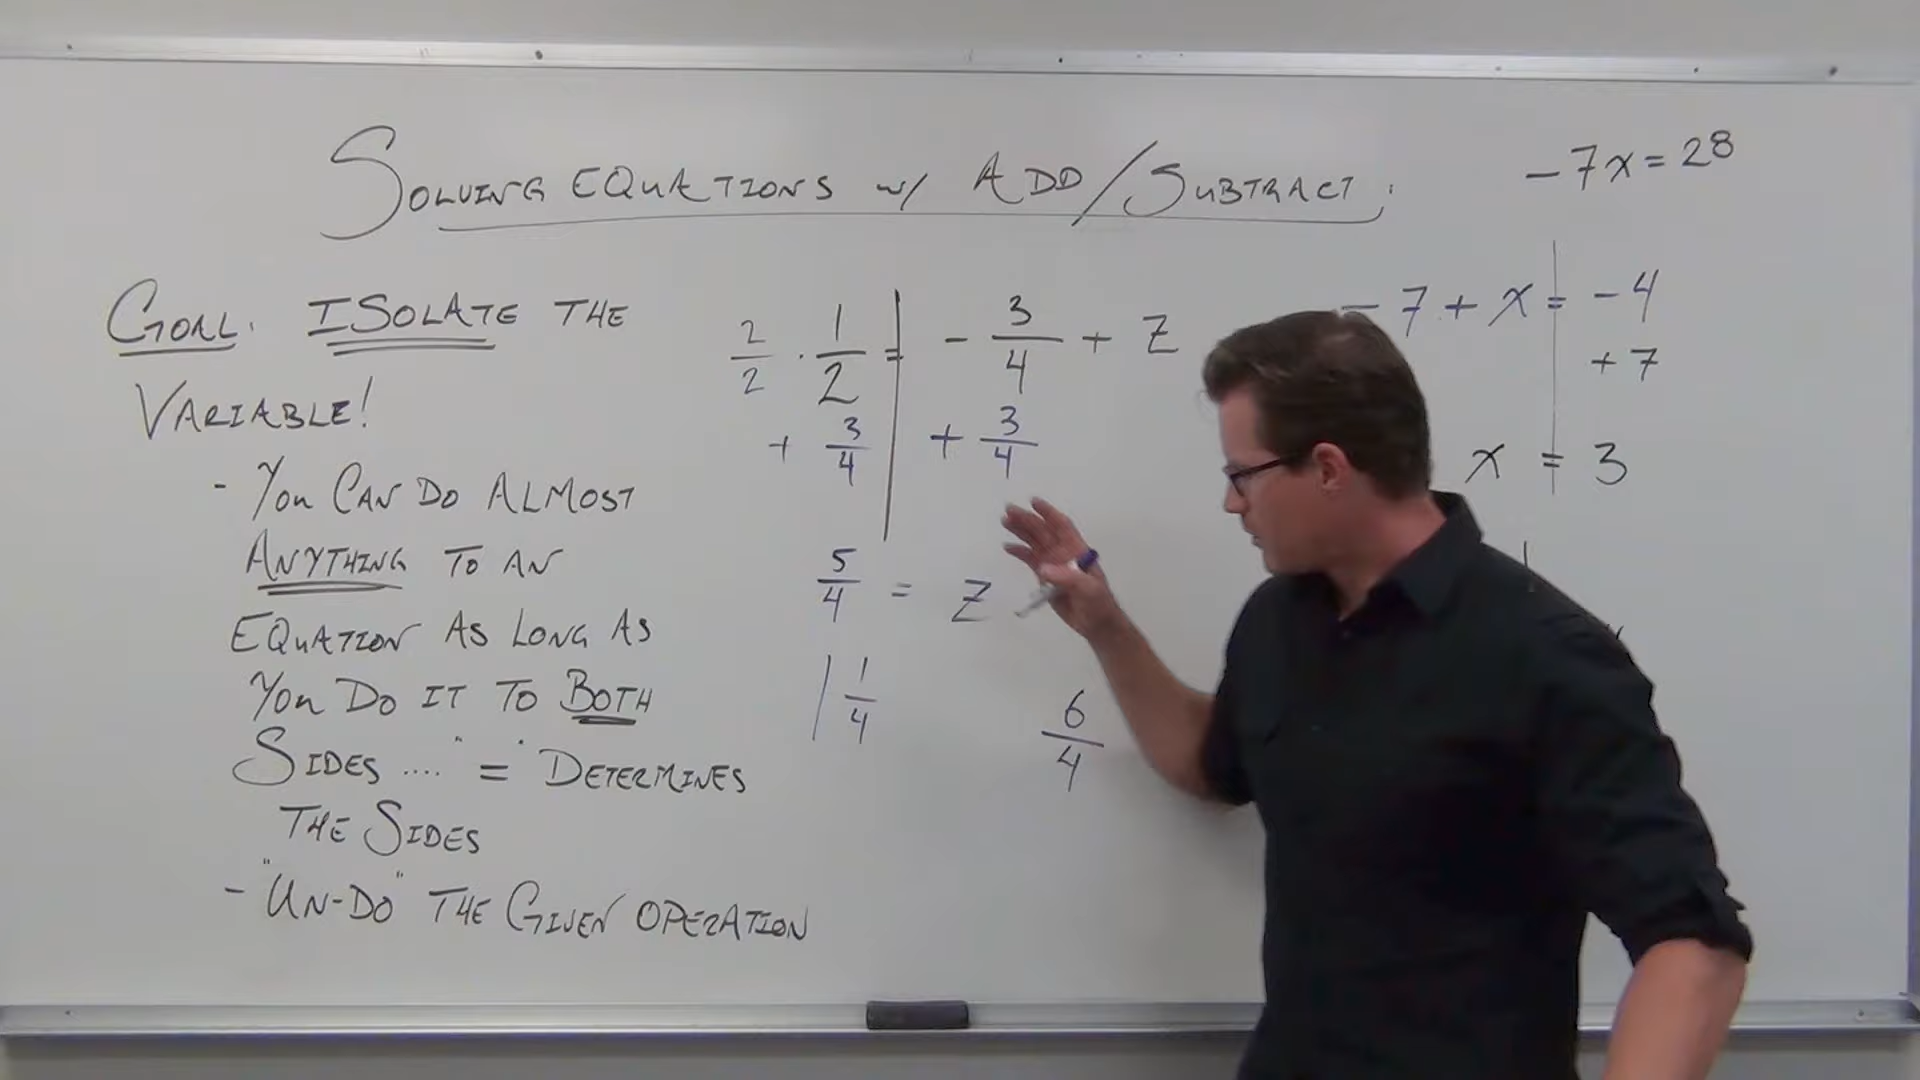 SOLVING EQUATIONS w/ ADD/SUBTRACT.
-7x=28
GOAL. ISOLATE THE
VARIABLE!
- YOU CAN DO ALMOST
ANYTHING TO AN
EQUATION AS LONG AS
YOU DO IT TO BOTH
SIDES .... "=" DETERMINES
THE SIDES
- "UN-DO" THE GIVEN OPERATION
2/2 · 1/2 = - 3/4 + Z
+ 3/4 + 3/4
5/4 = Z
1 1/4
6/4
- 7 + x = - 4
+ 7
x = 3